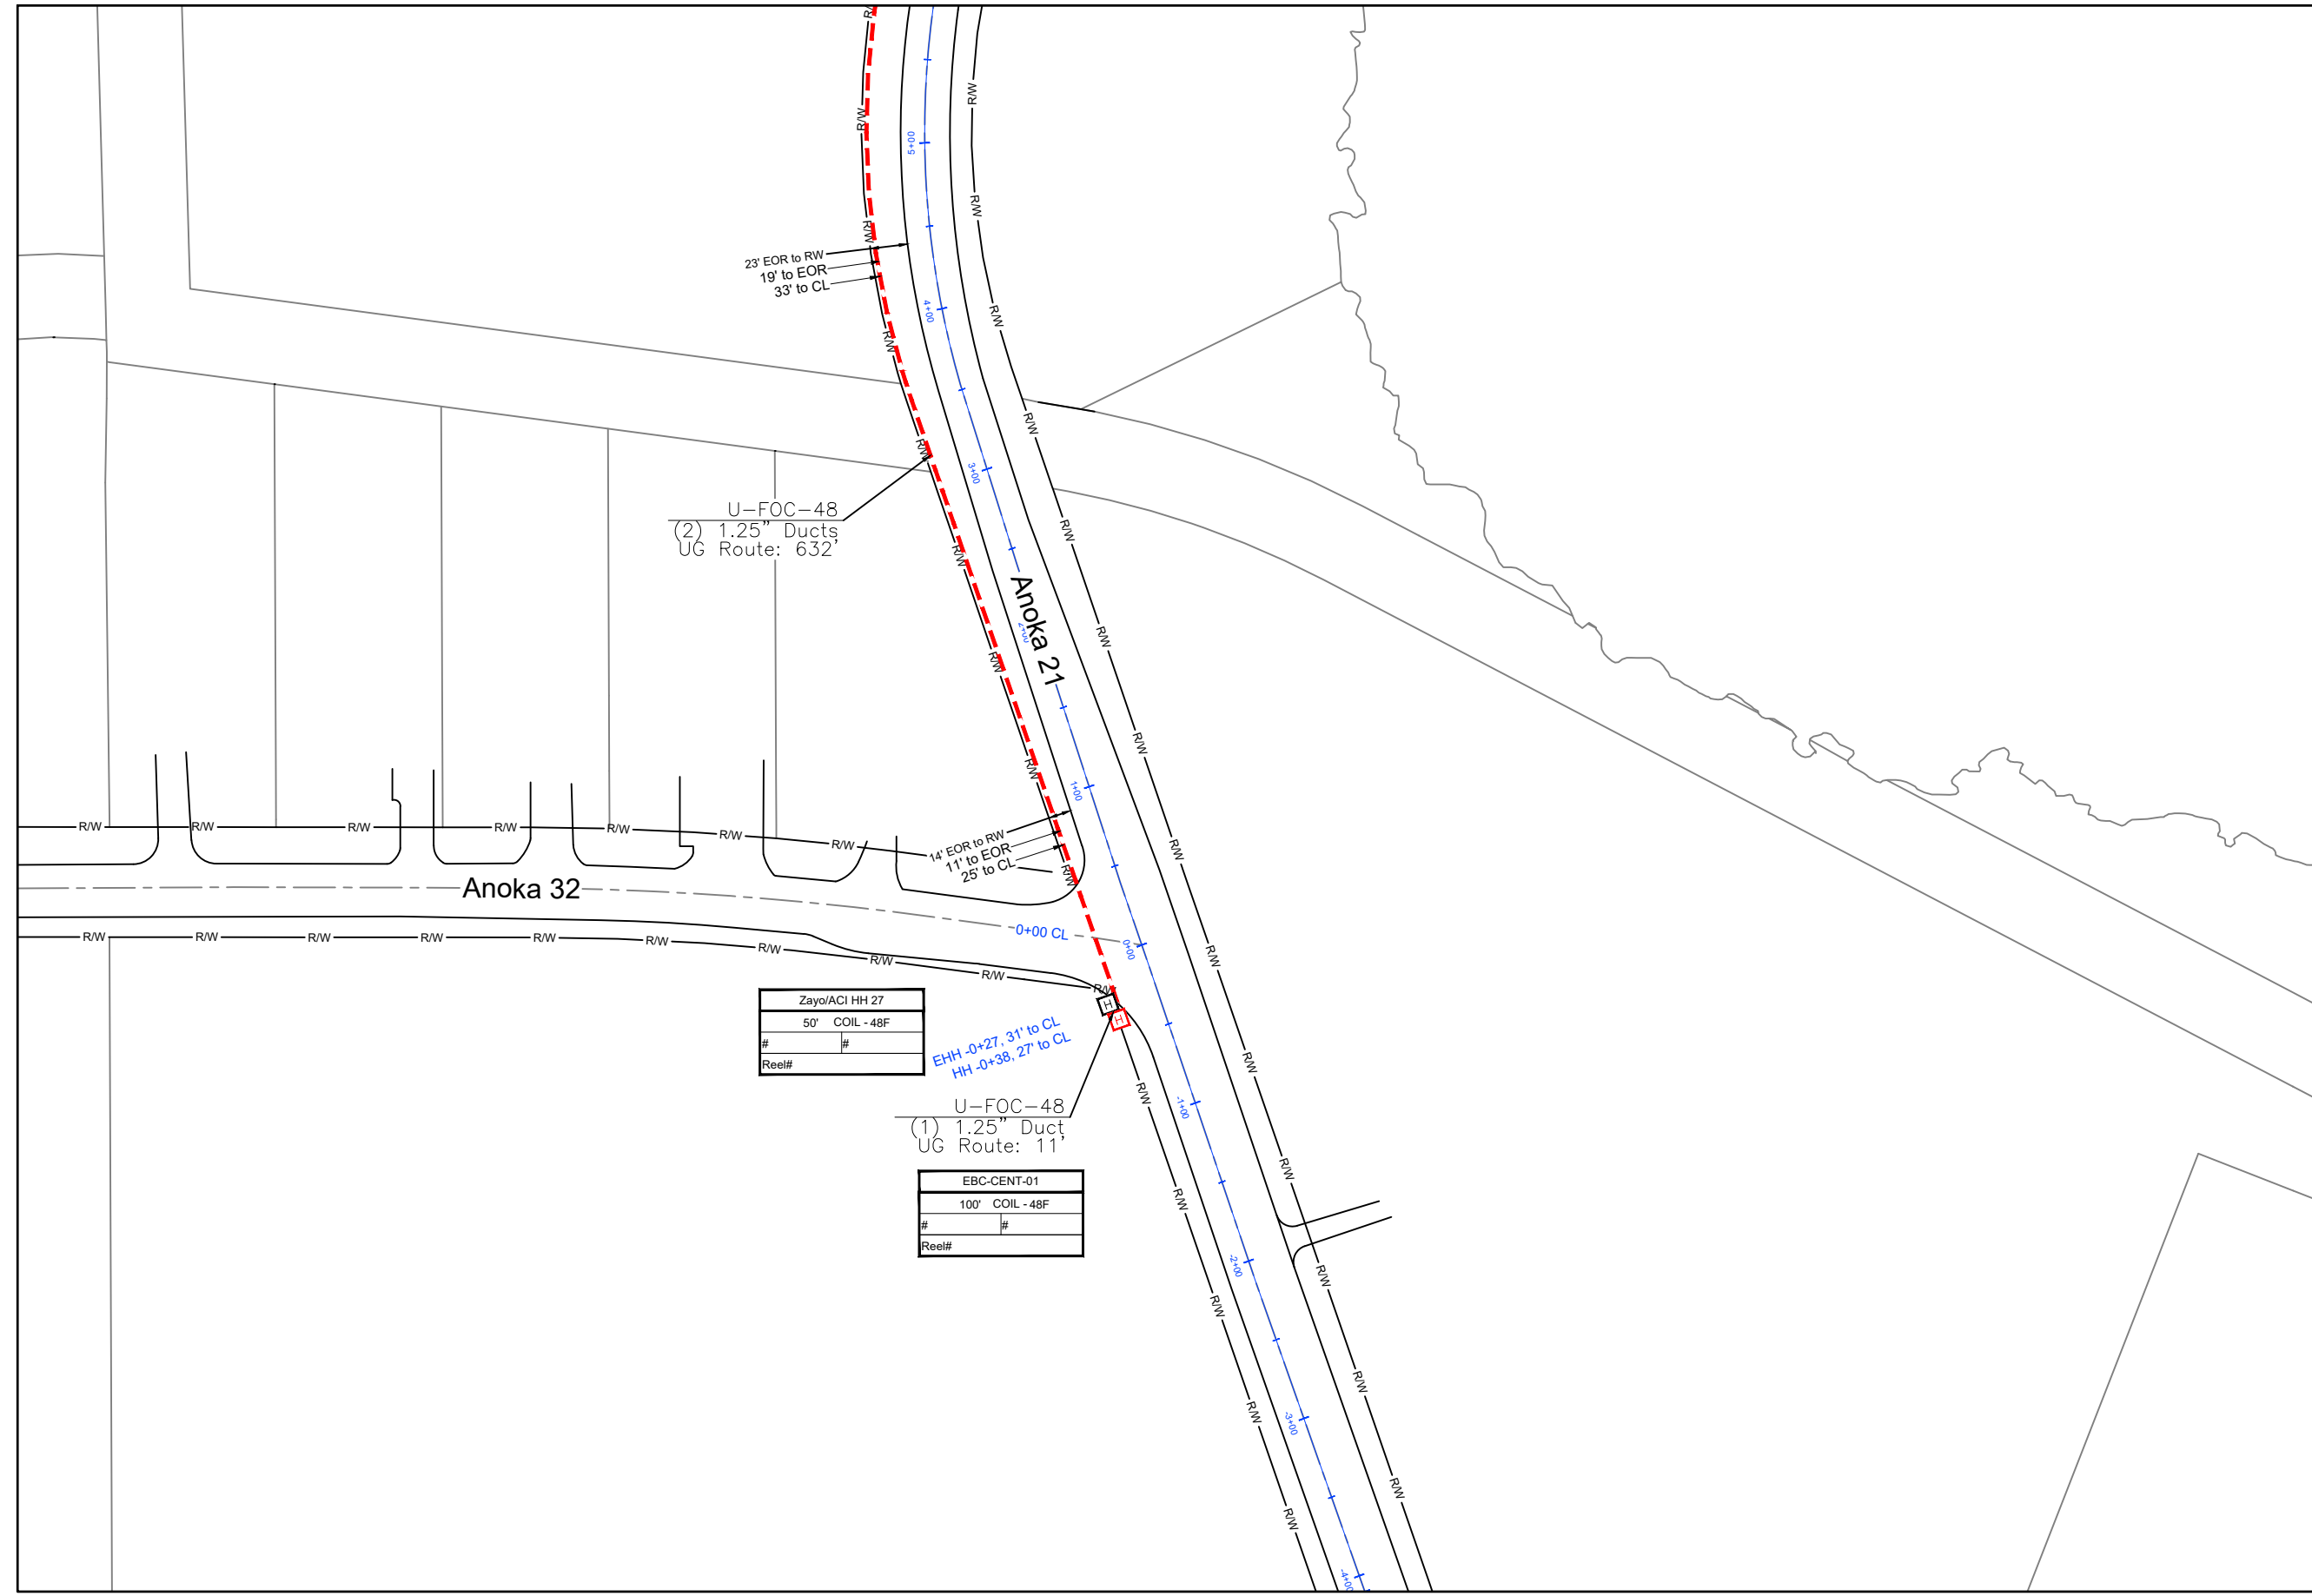 R/W
R/W
R/W
5+00
R/W
R/W
23' EOR to RW
19' to EOR
33' to CL
4+00
R/W
R/W
R/W
R/W
3+00
U-FOC-48
(2) 1.25" Ducts
UG Route: 632'
R/W
R/W
Anoka 21
2+00
R/W
R/W
R/W
R/W
1+00
R/W
R/W
R/W
R/W
R/W
R/W
R/W
14' EOR to RW
11' to EOR
25' to CL
R/W
R/W
Anoka 32
0+00 CL
0+00
R/W
R/W
R/W
R/W
R/W
R/W
R/W
R/W
R/W
R/W
R/W
Zayo/ACI HH 27
50' COIL - 48F
# #
Reel#
H
H
EHH -0+27, 31' to CL
HH -0+38, 27' to CL
R/W
R/W
-1+00
U-FOC-48
(1) 1.25" Duct
UG Route: 11'
EBC-CENT-01
100' COIL - 48F
# #
Reel#
R/W
R/W
-2+00
R/W
R/W
R/W
R/W
-3+00
R/W
R/W
-4+00